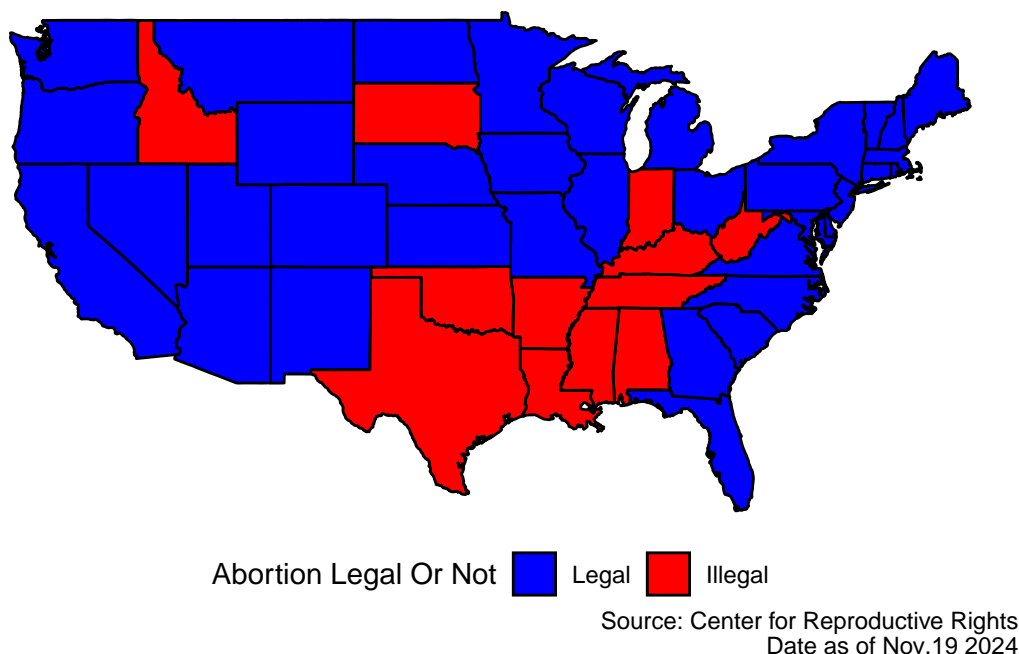 Abortion Legal Or Not Legal Illegal
Source: Center for Reproductive Rights
Date as of Nov.19 2024